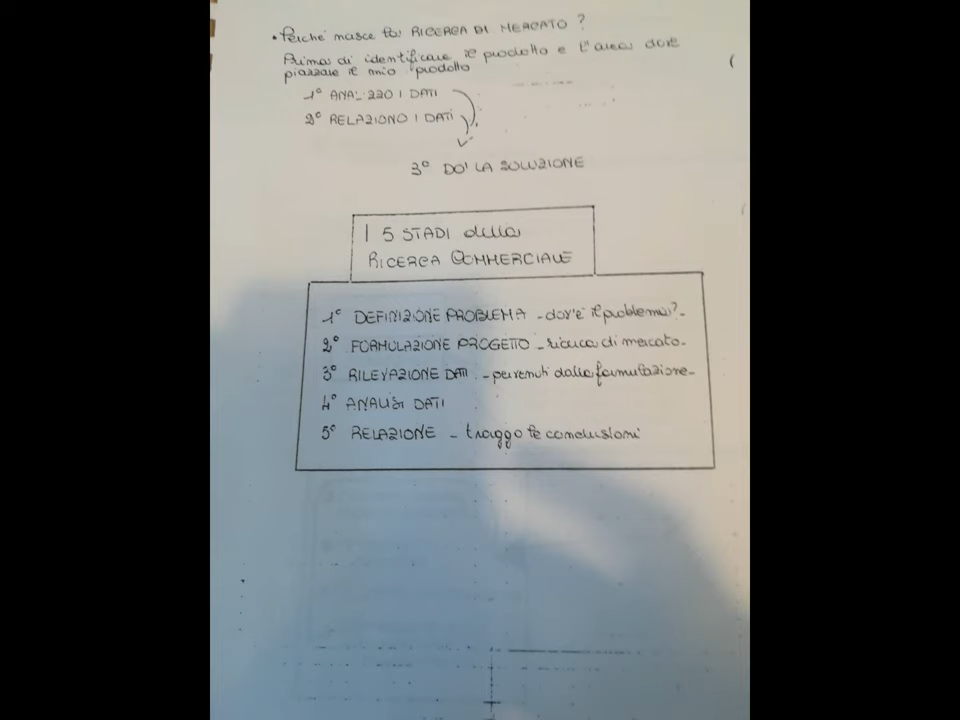 • Perché nasce la RICERCA DI MERCATO ?
Prima di identificare il prodotto e l'area dove
piazzare il mio prodotto
1° ANALIZZO I DATI
2° RELAZIONO I DATI
3° DO' LA SOLUZIONE
I 5 STADI della
RICERCA COMMERCIALE
1° DEFINIZIONE PROBLEMA - dov'è il problema? -
2° FORMULAZIONE PROGETTO - ricerca di mercato -
3° RILEVAZIONE DATI - pervenuti dalla formulazione -
4° ANALISI DATI
5° RELAZIONE - traggo le conclusioni